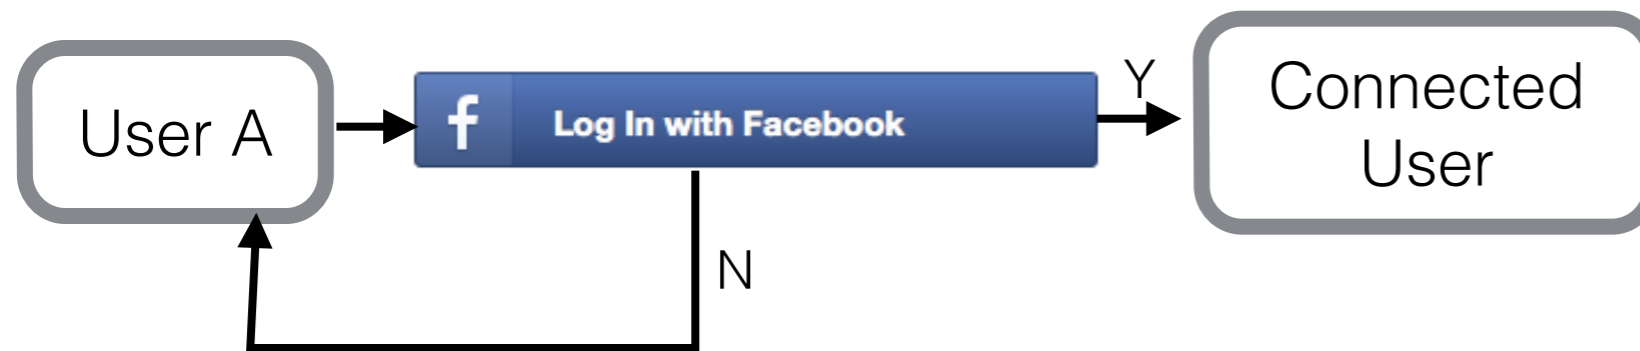 User A
f
Log In with Facebook
Y
Connected
User
N